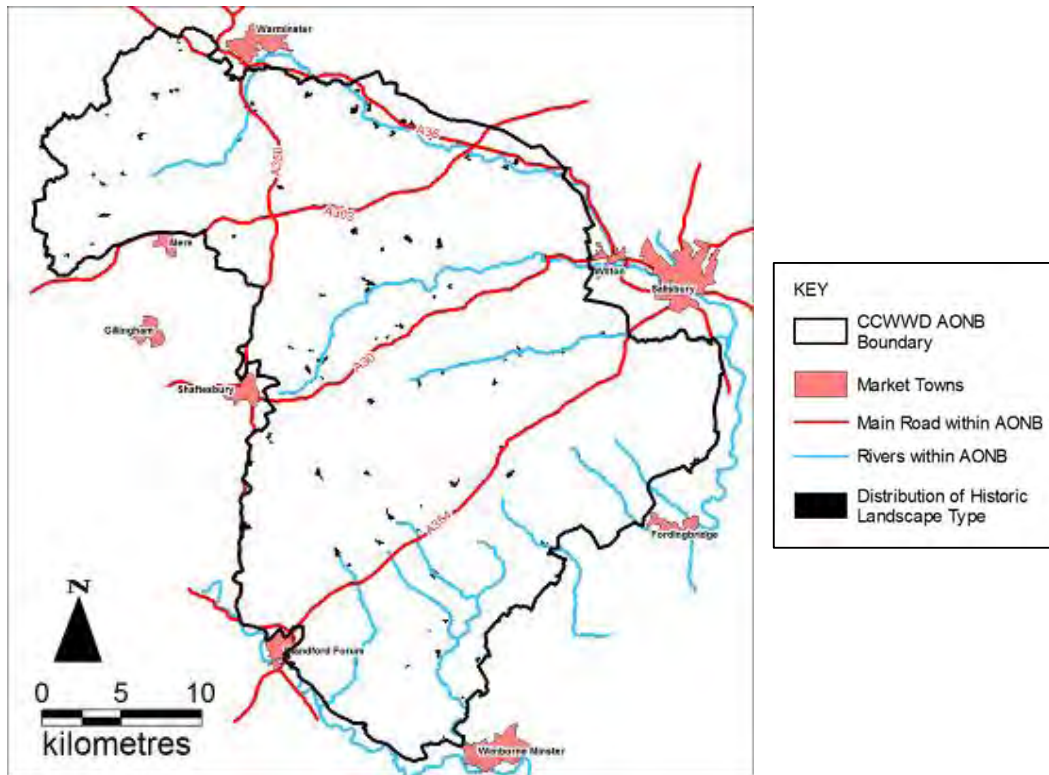 Warminster
A36
A350
A303
Mere
Wilton
Salisbury
Gillingham
A30
Shaftesbury
A354
Fordingbridge
N
Blandford Forum
0 5 10
kilometres
Wimborne Minster
KEY
CCWWD AONB
Boundary
Market Towns
Main Road within AONB
Rivers within AONB
Distribution of Historic
Landscape Type